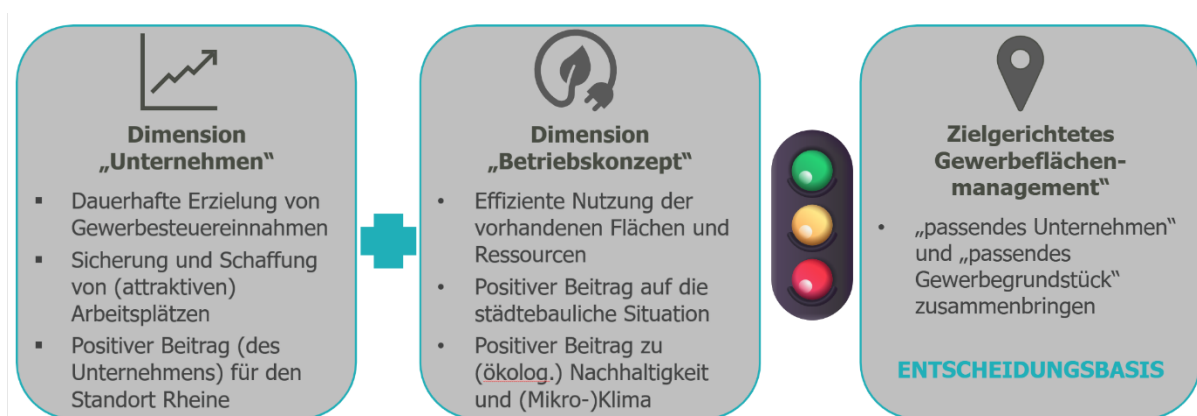 Dimension
„Unternehmen“
▪ Dauerhafte Erzielung von
Gewerbesteuereinnahmen
▪ Sicherung und Schaffung
von (attraktiven)
Arbeitsplätzen
▪ Positiver Beitrag (des
Unternehmens) für den
Standort Rheine
Dimension
„Betriebskonzept“
• Effiziente Nutzung der
vorhandenen Flächen und
Ressourcen
• Positiver Beitrag auf die
städtebauliche Situation
• Positiver Beitrag zu
(ökolog.) Nachhaltigkeit
und (Mikro-)Klima
Zielgerichtetes
Gewerbeflächen-
management“
• „passendes Unternehmen“
und „passendes
Gewerbegrundstück“
zusammenbringen
ENTSCHEIDUNGSBASIS